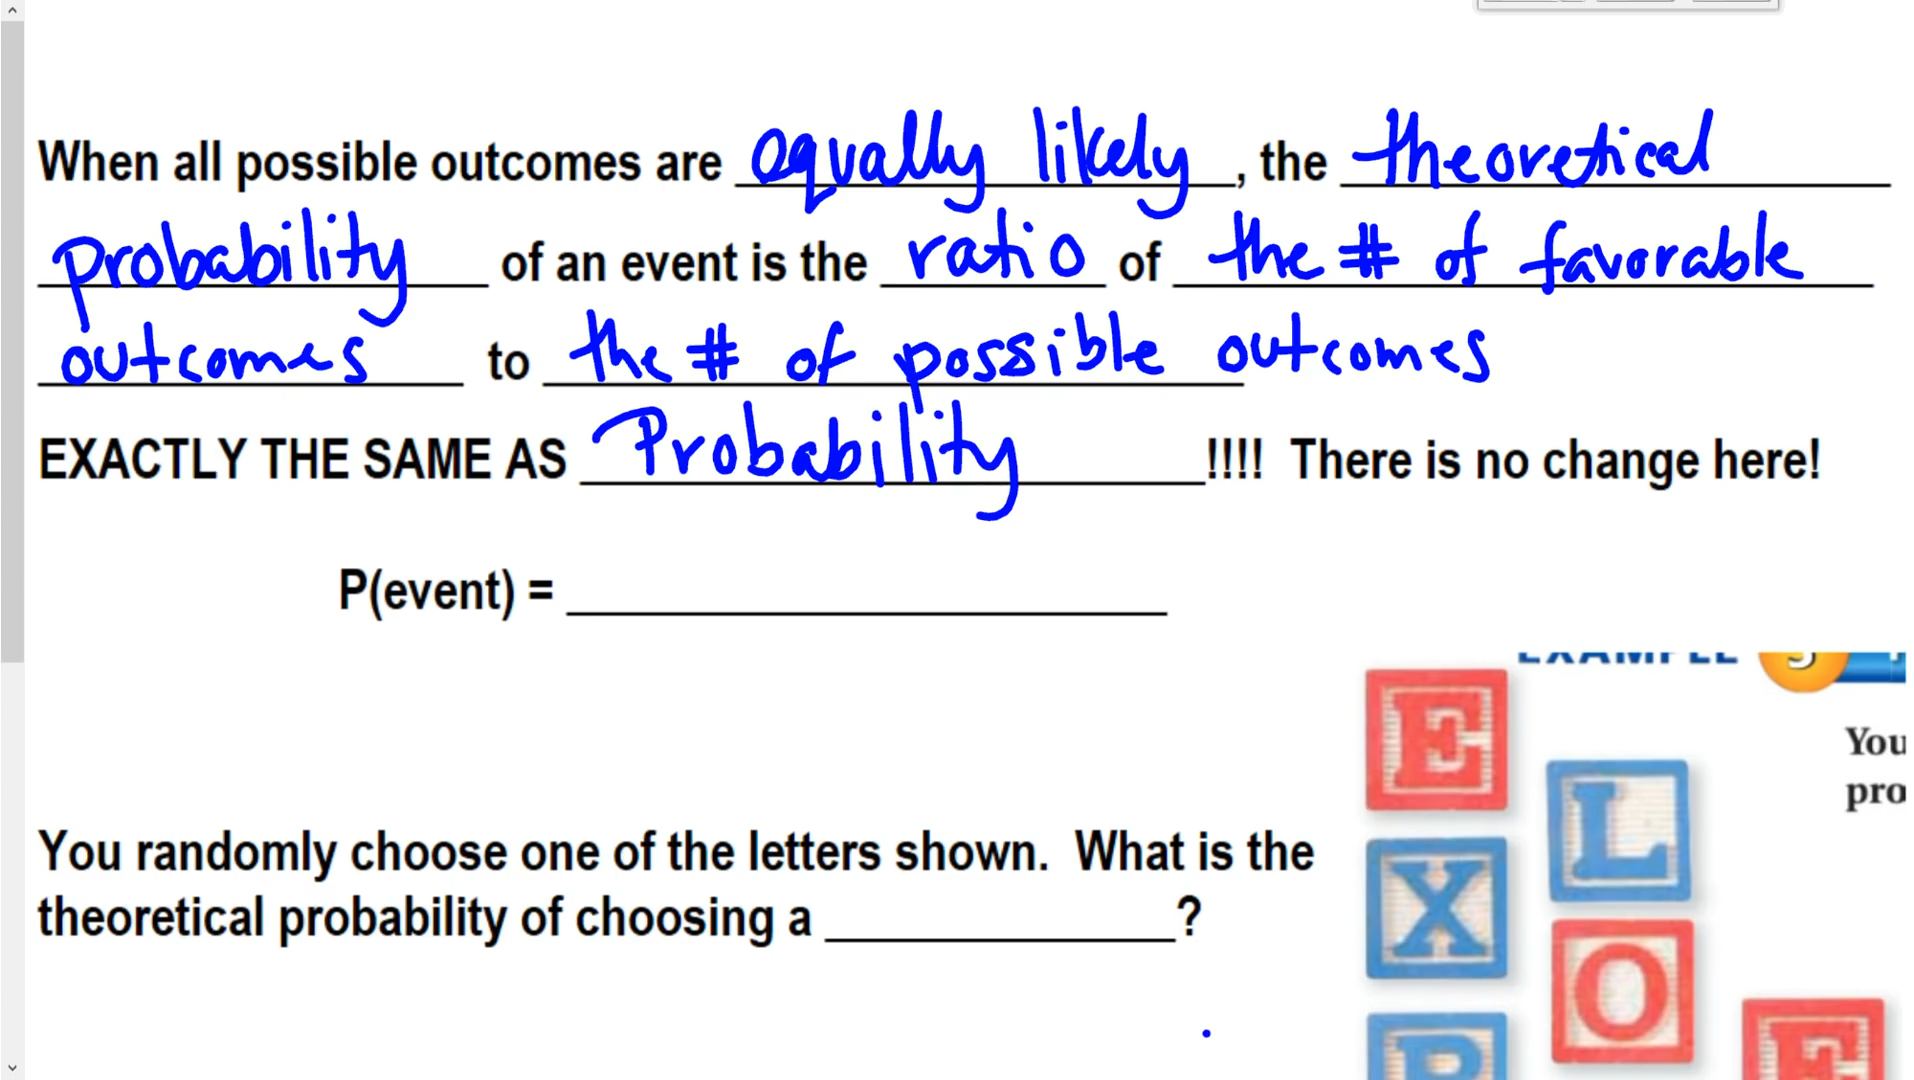 When all possible outcomes are equally likely, the theoretical
probability of an event is the ratio of the # of favorable
outcomes to the # of possible outcomes
EXACTLY THE SAME AS Probability!!!! There is no change here!
P(event) =
EXAMPLE
You
pro
You randomly choose one of the letters shown. What is the
theoretical probability of choosing a ?
E
L
X
O